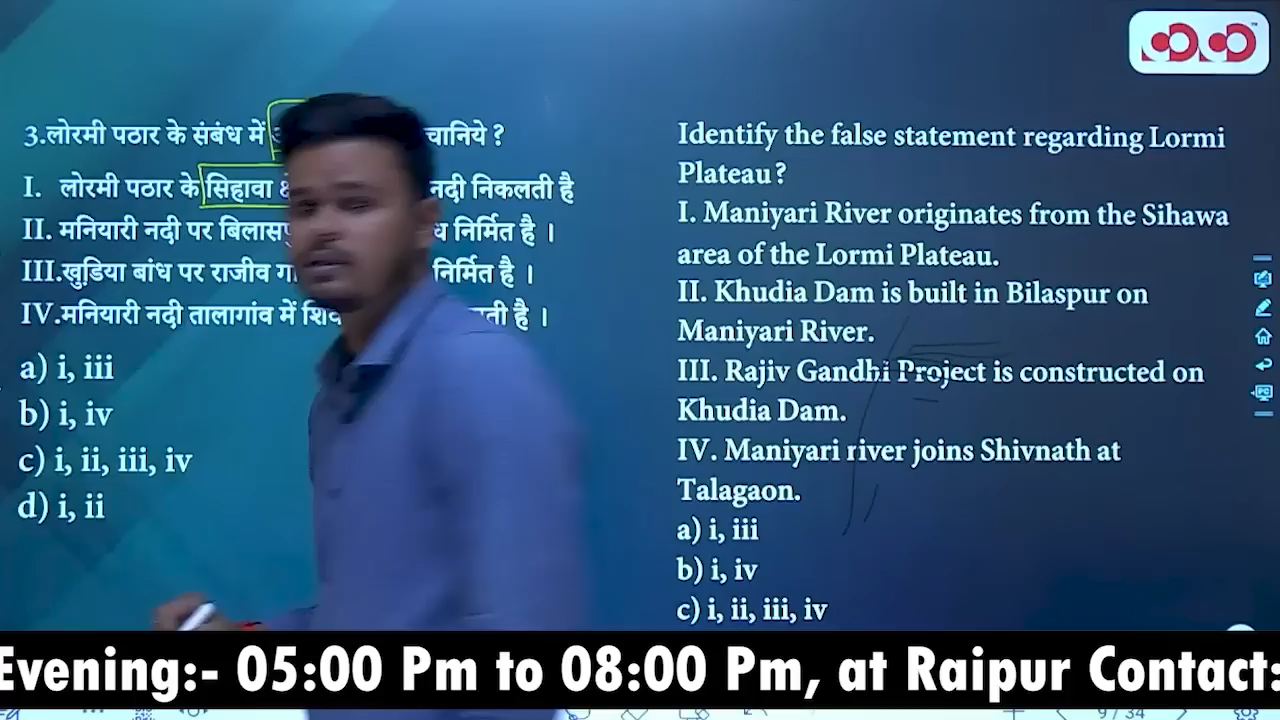 3.लोरमी पठार के संबंध में चानिये ?
I. लोरमी पठार के सिहावा नदी निकलती है
II. मनियारी नदी पर निर्मित है ।
III.खुडिया बांध पर राजीव निर्मित है ।
IV.मनियारी नदी तालागांव में है ।
a) i, iii
b) i, iv
c) i, ii, iii, iv
d) i, ii
Identify the false statement regarding Lormi
Plateau?
I. Maniyari River originates from the Sihawa
area of the Lormi Plateau.
II. Khudia Dam is built in Bilaspur on
Maniyari River.
III. Rajiv Gandhi Project is constructed on
Khudia Dam.
IV. Maniyari river joins Shivnath at
Talagaon.
a) i, iii
b) i, iv
c) i, ii, iii, iv
Evening:- 05:00 Pm to 08:00 Pm, at Raipur Contact:
9 / 34